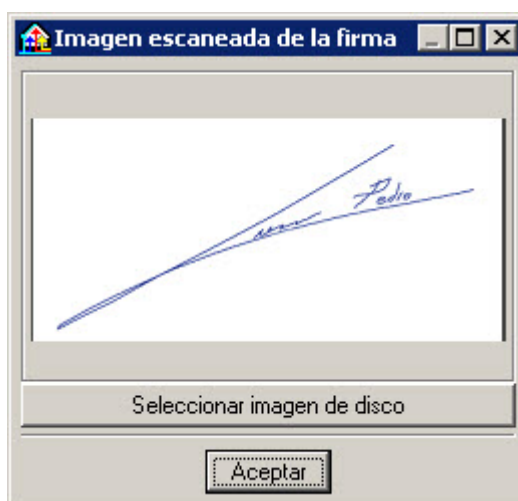 Imagen escaneada de la firma
Pedro
Seleccionar imagen de disco
Aceptar